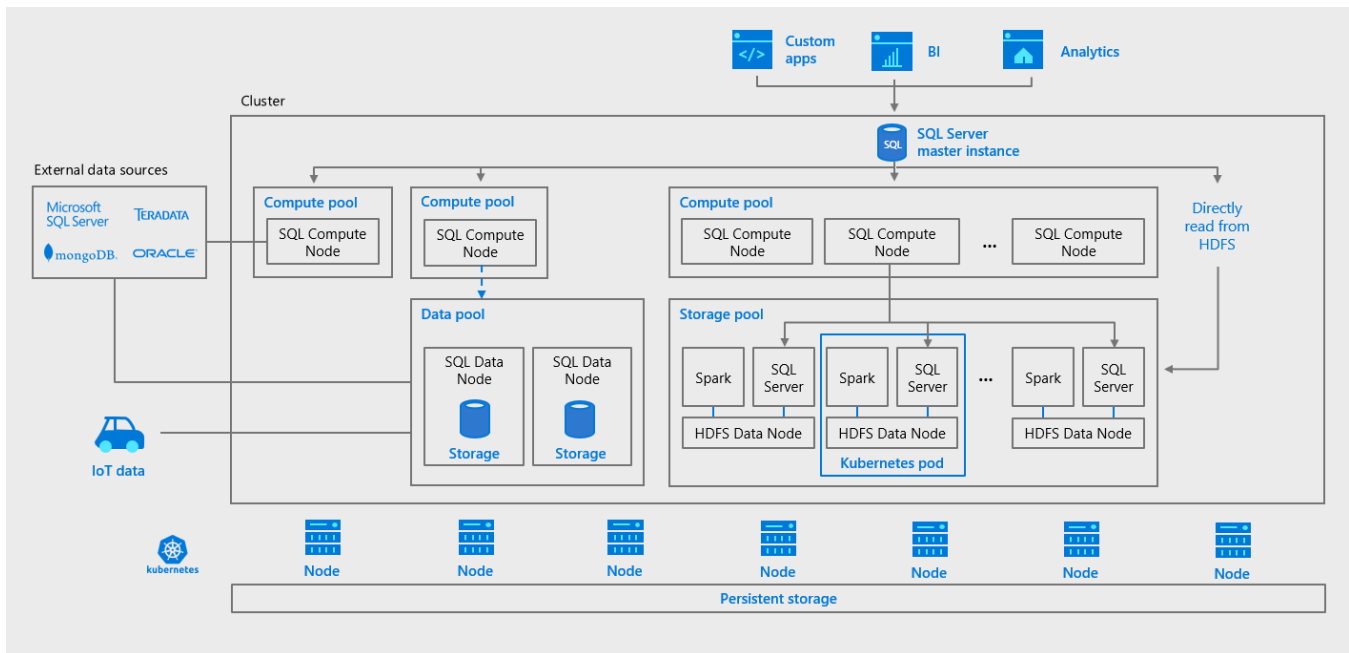 Custom
apps
BI
Analytics
Cluster
SQL
SQL Server
master instance
External data sources
Microsoft
SQL Server
TERADATA
mongoDB.
ORACLE
Compute pool
SQL Compute
Node
Compute pool
SQL Compute
Node
Compute pool
SQL Compute
Node
SQL Compute
Node
...
SQL Compute
Node
Directly
read from
HDFS
Data pool
SQL Data
Node
Storage
SQL Data
Node
Storage
Storage pool
Spark
SQL
Server
HDFS Data Node
Spark
SQL
Server
HDFS Data Node
Kubernetes pod
...
Spark
SQL
Server
HDFS Data Node
IoT data
kubernetes
Node
Node
Node
Node
Node
Node
Node
Persistent storage